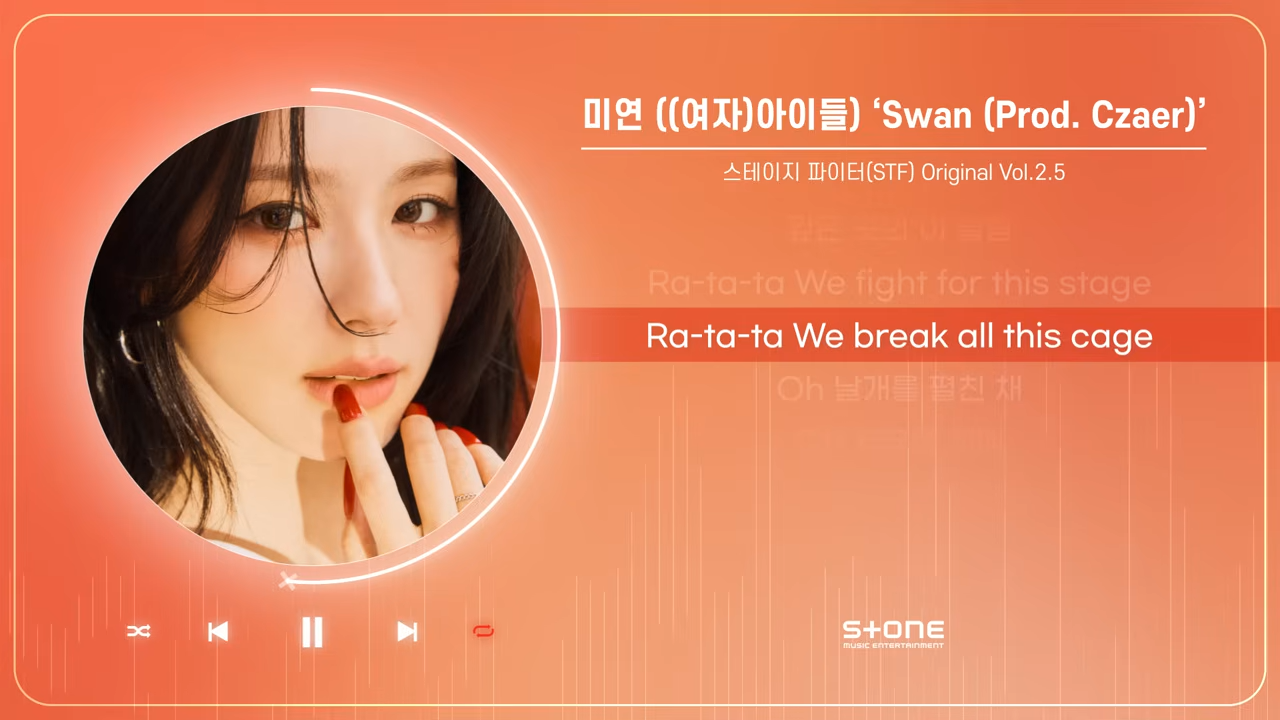 미연 ((여자)아이들) ‘Swan (Prod. Czaer)’
스테이지 파이터(STF) Original Vol.2.5
Ra-ta-ta We fight for this stage
Ra-ta-ta We break all this cage
Oh 날개를 펼친 채
STONE
MUSIC ENTERTAINMENT